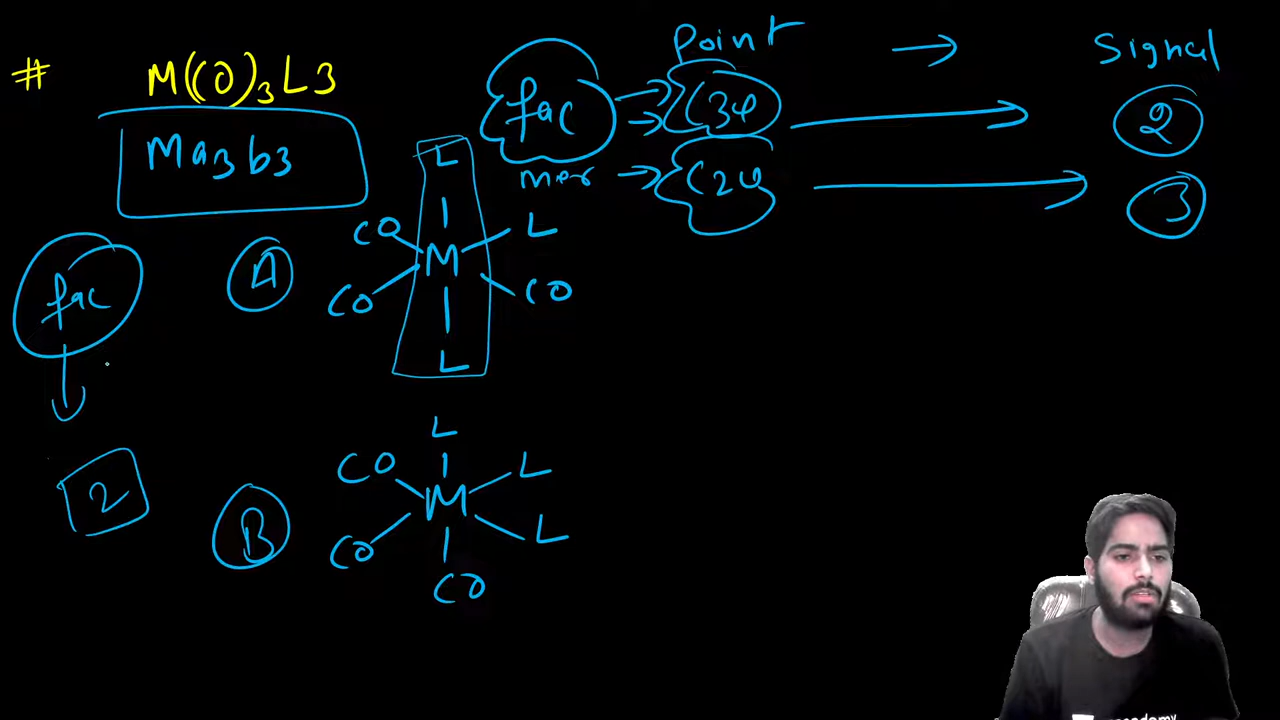 # M(CO)3L3
Ma3b3
fac → C3v → 2
mer → C2v → 3
Point → Signal
fac
2
A
L
CO L
M
CO CO
L
B
L
CO L
M
CO L
CO